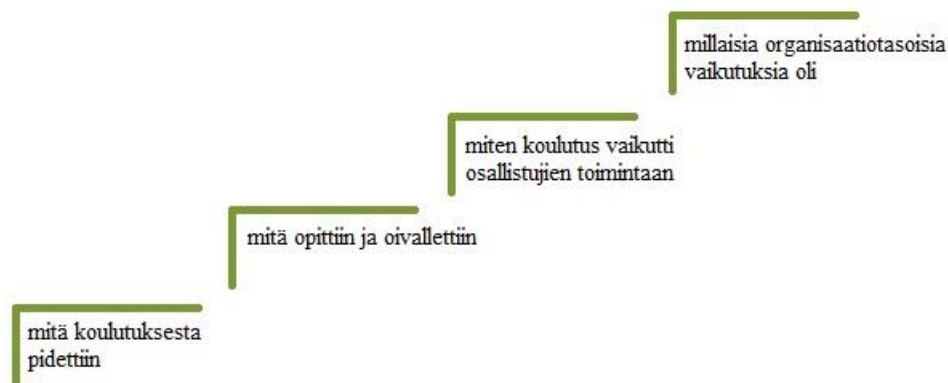 millaisia organisaatiotasoisia
vaikutuksia oli
miten koulutus vaikutti
osallistujien toimintaan
mitä opittiin ja oivallettiin
mitä koulutuksesta
pidettiin